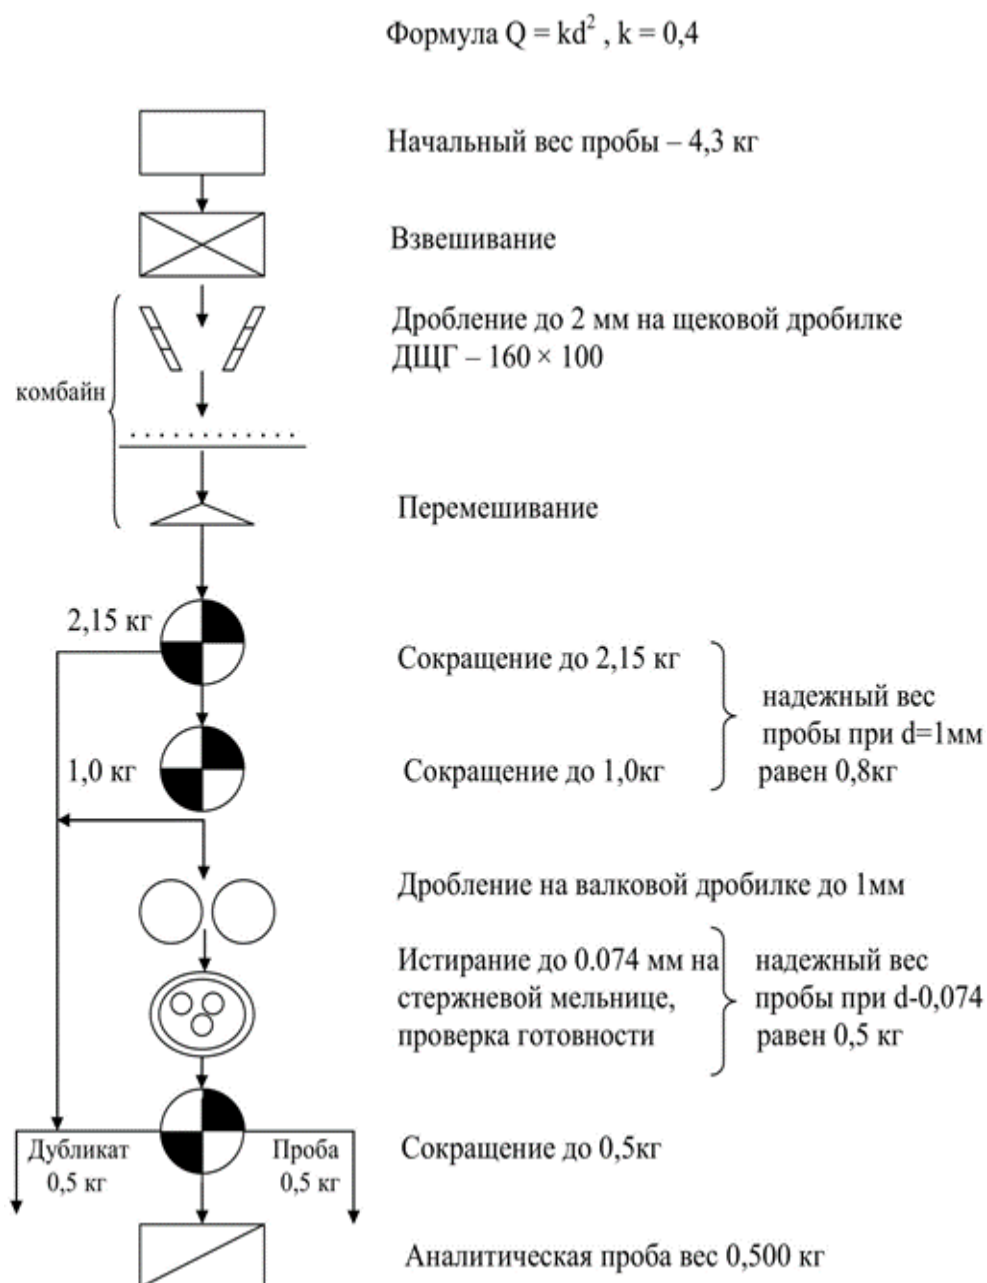 Формула Q = kd² , k = 0,4
Начальный вес пробы – 4,3 кг
Взвешивание
Дробление до 2 мм на щековой дробилке
ДЩГ – 160 × 100
комбайн
Перемешивание
2,15 кг
Сокращение до 2,15 кг
надежный вес
пробы при d=1мм
равен 0,8кг
1,0 кг
Сокращение до 1,0кг
Дробление на валковой дробилке до 1мм
Истирание до 0.074 мм на
стержневой мельнице,
проверка готовности
надежный вес
пробы при d-0,074
равен 0,5 кг
Дубликат
0,5 кг
Проба
0,5 кг
Сокращение до 0,5кг
Аналитическая проба вес 0,500 кг